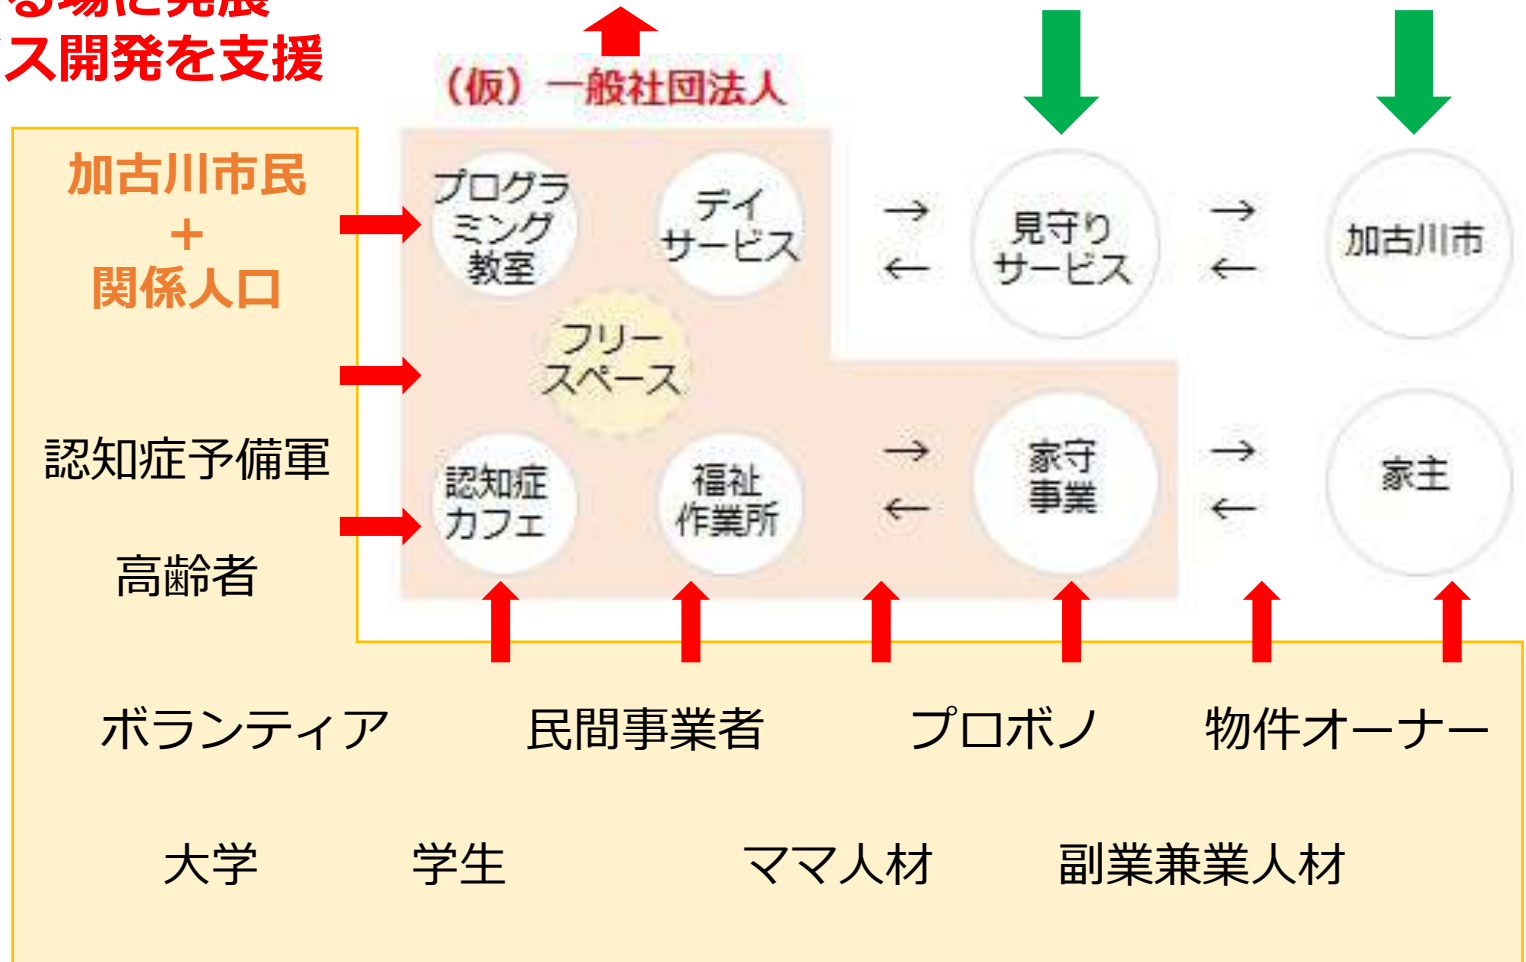 る場に発展
ス開発を支援
（仮）一般社団法人
加古川市民
+
関係人口
プログラ
ミング
教室
デイ
サービス
→
←
見守り
サービス
→
←
加古川市
フリー
スペース
認知症予備軍
高齢者
認知症
カフェ
福祉
作業所
→
←
家守
事業
→
←
家主
ボランティア
民間事業者
プロボノ
物件オーナー
大学
学生
ママ人材
副業兼業人材